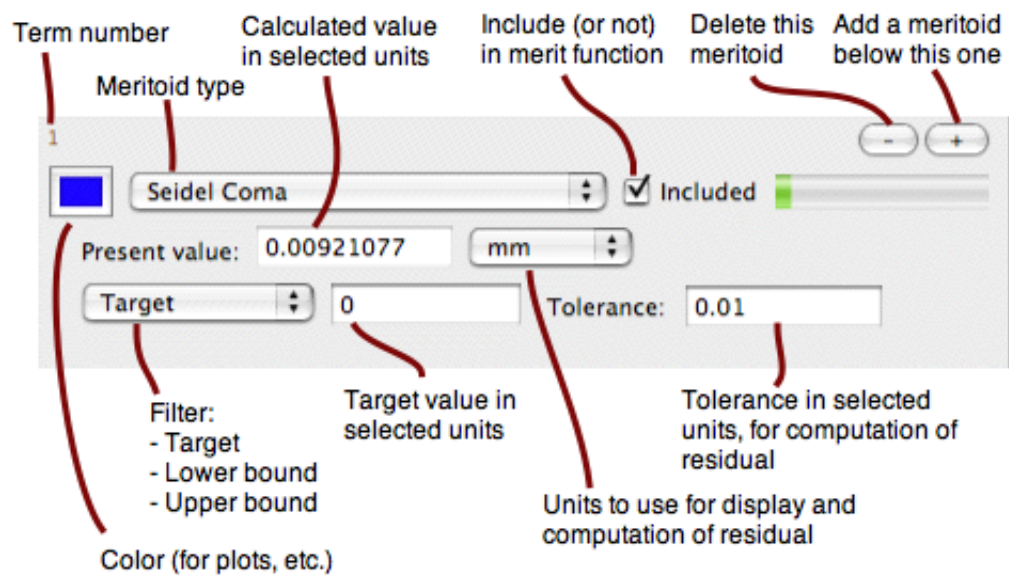 Term number
Calculated value
in selected units
Include (or not)
in merit function
Delete this
meritoid
Add a meritoid
below this one
Meritoid type
1
- +
Seidel Coma
Included
Present value: 0.00921077 mm
Target 0 Tolerance: 0.01
Filter:
- Target
- Lower bound
- Upper bound
Target value in
selected units
Tolerance in selected
units, for computation of
residual
Units to use for display and
computation of residual
Color (for plots, etc.)